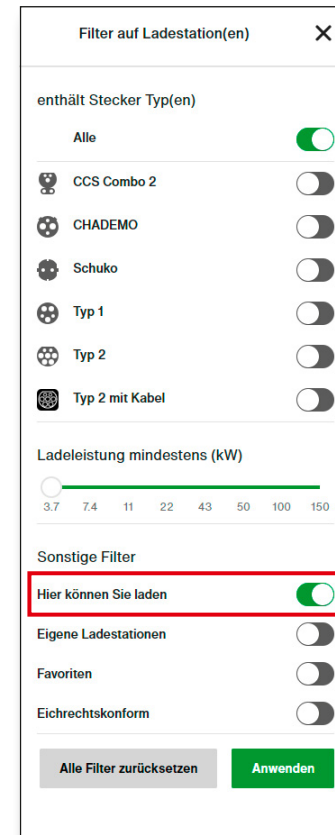 Filter auf Ladestation(en)
enthält Stecker Typ(en)
Alle
CCS Combo 2
CHADEMO
Schuko
Typ 1
Typ 2
Typ 2 mit Kabel
Ladeleistung mindestens (kW)
3.7 7.4 11 22 43 50 100 150
Sonstige Filter
Hier können Sie laden
Eigene Ladestationen
Favoriten
Eichrechtskonform
Alle Filter zurücksetzen Anwenden